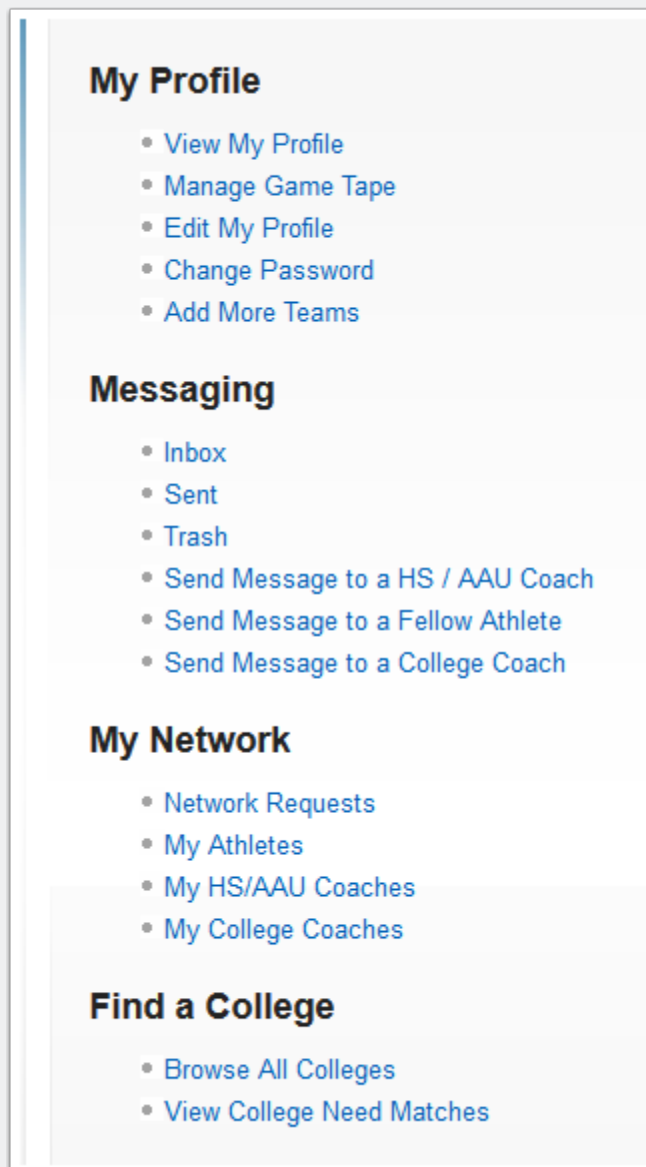 My Profile
View My Profile
Manage Game Tape
Edit My Profile
Change Password
Add More Teams
Messaging
Inbox
Sent
Trash
Send Message to a HS / AAU Coach
Send Message to a Fellow Athlete
Send Message to a College Coach
My Network
Network Requests
My Athletes
My HS/AAU Coaches
My College Coaches
Find a College
Browse All Colleges
View College Need Matches